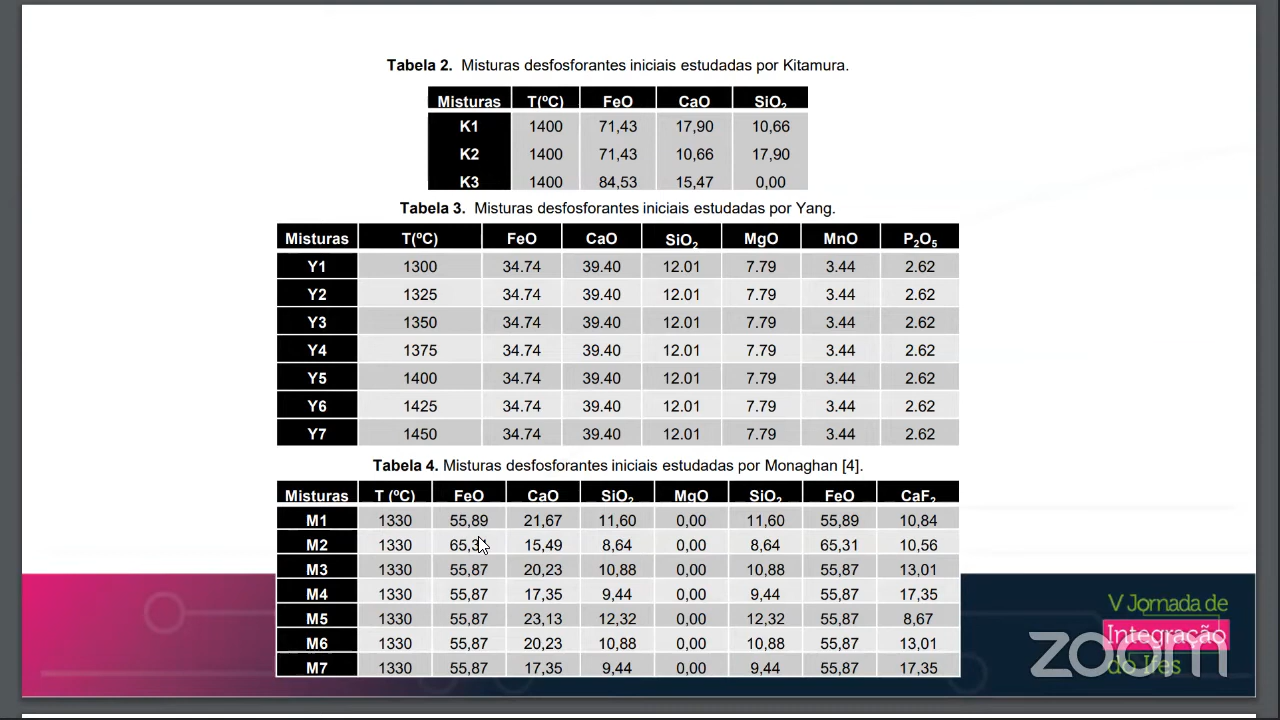 Tabela 2. Misturas desfosforantes iniciais estudadas por Kitamura.
Misturas T(ºC) FeO CaO SiO₂
K1 1400 71,43 17,90 10,66
K2 1400 71,43 10,66 17,90
K3 1400 84,53 15,47 0,00
Tabela 3. Misturas desfosforantes iniciais estudadas por Yang.
Misturas T(ºC) FeO CaO SiO₂ MgO MnO P₂O₅
Y1 1300 34.74 39.40 12.01 7.79 3.44 2.62
Y2 1325 34.74 39.40 12.01 7.79 3.44 2.62
Y3 1350 34.74 39.40 12.01 7.79 3.44 2.62
Y4 1375 34.74 39.40 12.01 7.79 3.44 2.62
Y5 1400 34.74 39.40 12.01 7.79 3.44 2.62
Y6 1425 34.74 39.40 12.01 7.79 3.44 2.62
Y7 1450 34.74 39.40 12.01 7.79 3.44 2.62
Tabela 4. Misturas desfosforantes iniciais estudadas por Monaghan [4].
Misturas T (ºC) FeO CaO SiO₂ MgO SiO₂ FeO CaF₂
M1 1330 55,89 21,67 11,60 0,00 11,60 55,89 10,84
M2 1330 15,49 8,64 0,00 8,64 65,31 10,56
M3 1330 55,87 20,23 10,88 0,00 10,88 55,87 13,01
M4 1330 55,87 17,35 9,44 0,00 9,44 55,87 17,35
M5 1330 55,87 23,13 12,32 0,00 12,32 55,87 8,67
M6 1330 55,87 20,23 10,88 0,00 10,88 55,87 13,01
M7 1330 55,87 17,35 9,44 0,00 9,44 55,87 17,35
V Jornada de
Integração
do Ifes
zoom